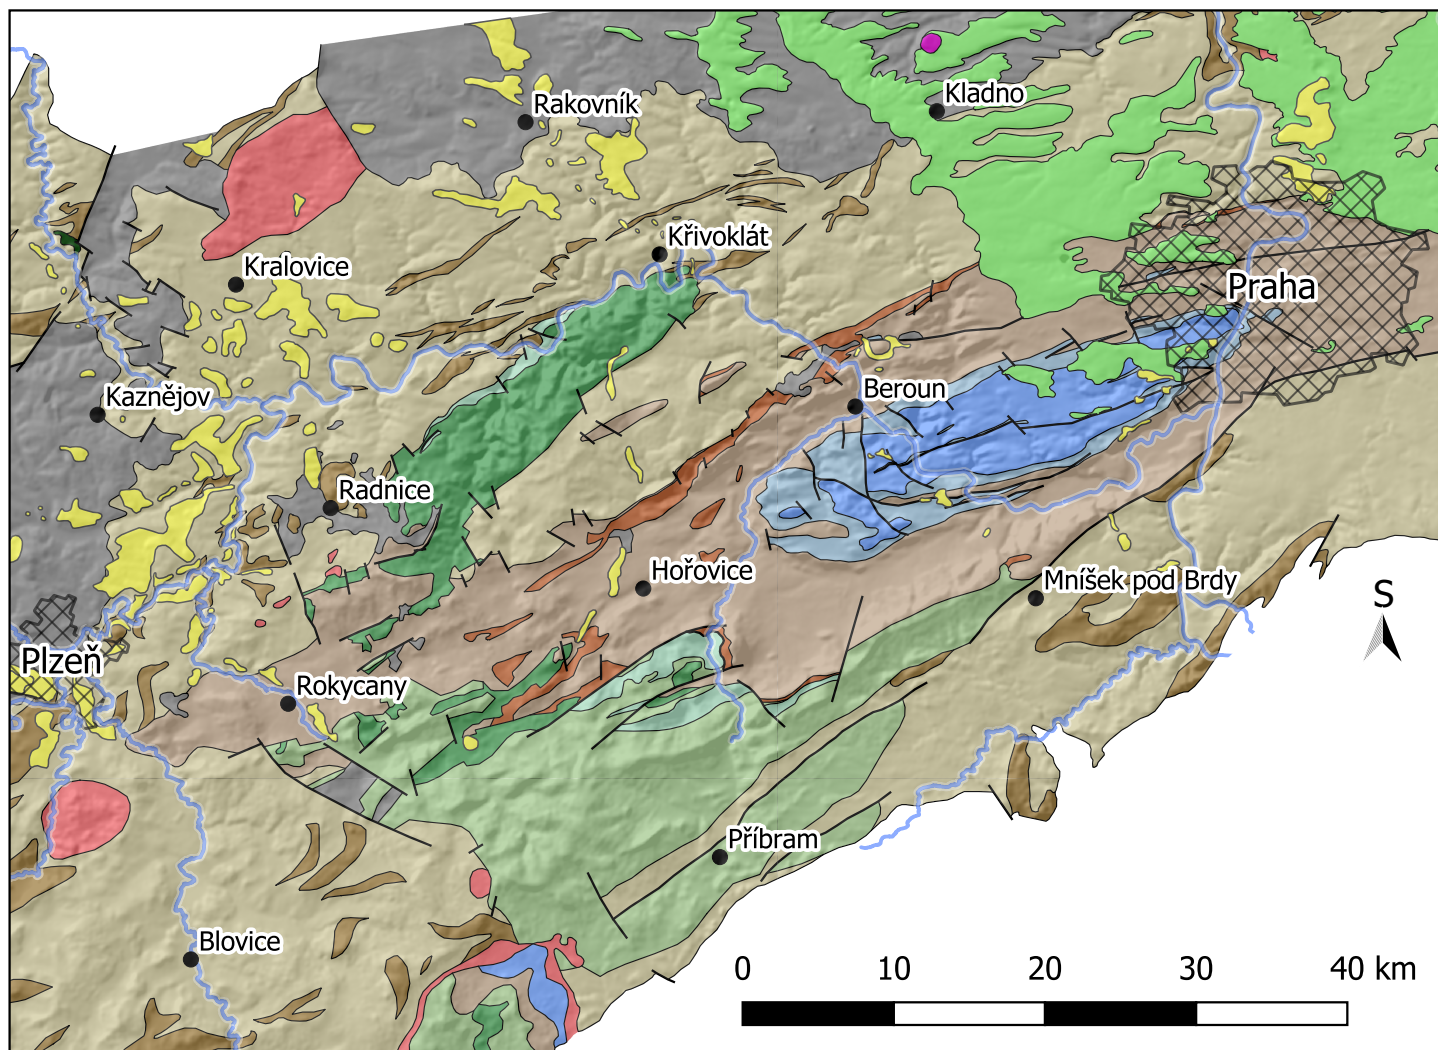 Rakovník
Kladno
Křivoklát
Kralovice
Praha
Kaznějov
Beroun
Radnice
Hořovice
Mníšek pod Brdy
S
Plzeň
Rokycany
Příbram
Blovice
0 10 20 30 40 km